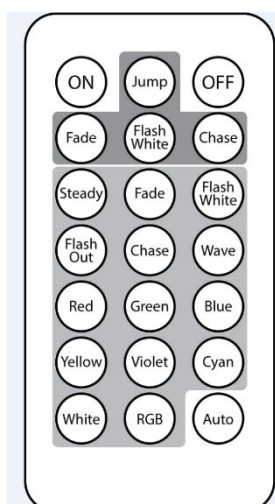 ON Jump OFF
Fade Flash White Chase
Steady Fade Flash White
Flash Out Chase Wave
Red Green Blue
Yellow Violet Cyan
White RGB Auto